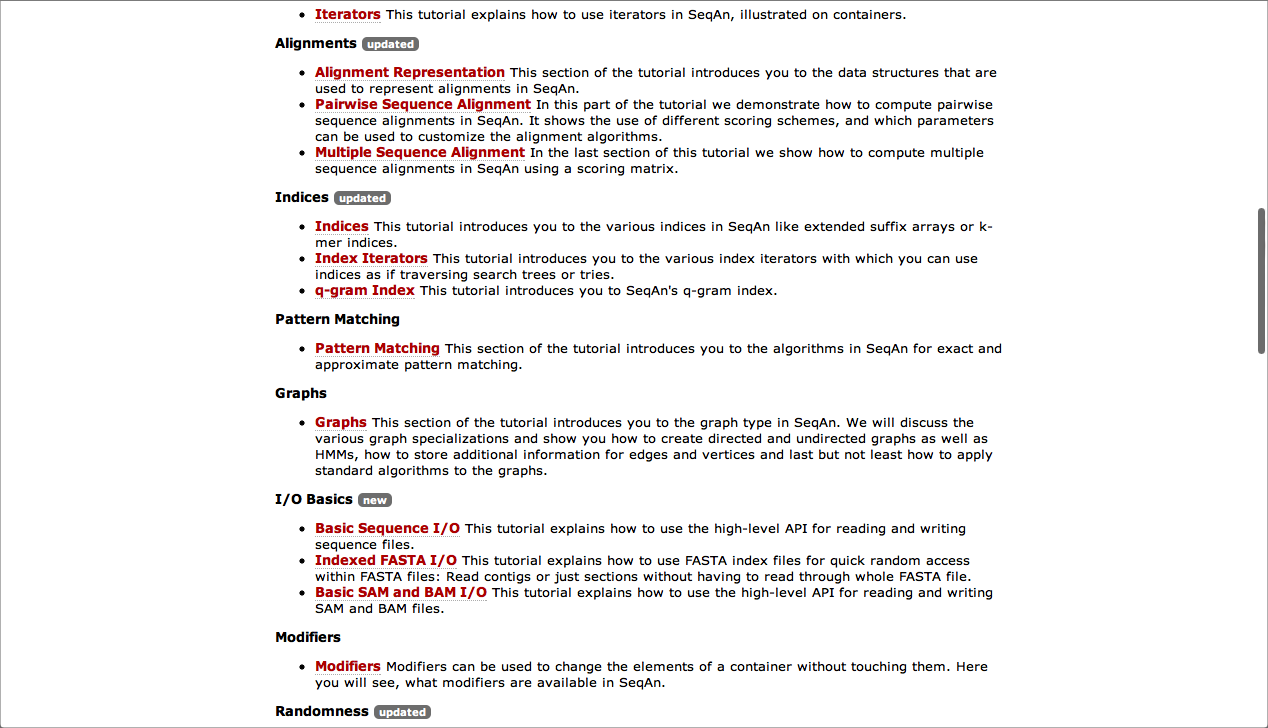 Iterators This tutorial explains how to use iterators in SeqAn, illustrated on containers.
Alignments updated
Alignment Representation This section of the tutorial introduces you to the data structures that are
used to represent alignments in SeqAn.
Pairwise Sequence Alignment In this part of the tutorial we demonstrate how to compute pairwise
sequence alignments in SeqAn. It shows the use of different scoring schemes, and which parameters
can be used to customize the alignment algorithms.
Multiple Sequence Alignment In the last section of this tutorial we show how to compute multiple
sequence alignments in SeqAn using a scoring matrix.
Indices updated
Indices This tutorial introduces you to the various indices in SeqAn like extended suffix arrays or k-
mer indices.
Index Iterators This tutorial introduces you to the various index iterators with which you can use
indices as if traversing search trees or tries.
q-gram Index This tutorial introduces you to SeqAn's q-gram index.
Pattern Matching
Pattern Matching This section of the tutorial introduces you to the algorithms in SeqAn for exact and
approximate pattern matching.
Graphs
Graphs This section of the tutorial introduces you to the graph type in SeqAn. We will discuss the
various graph specializations and show you how to create directed and undirected graphs as well as
HMMs, how to store additional information for edges and vertices and last but not least how to apply
standard algorithms to the graphs.
I/O Basics new
Basic Sequence I/O This tutorial explains how to use the high-level API for reading and writing
sequence files.
Indexed FASTA I/O This tutorial explains how to use FASTA index files for quick random access
within FASTA files: Read contigs or just sections without having to read through whole FASTA file.
Basic SAM and BAM I/O This tutorial explains how to use the high-level API for reading and writing
SAM and BAM files.
Modifiers
Modifiers Modifiers can be used to change the elements of a container without touching them. Here
you will see, what modifiers are available in SeqAn.
Randomness updated